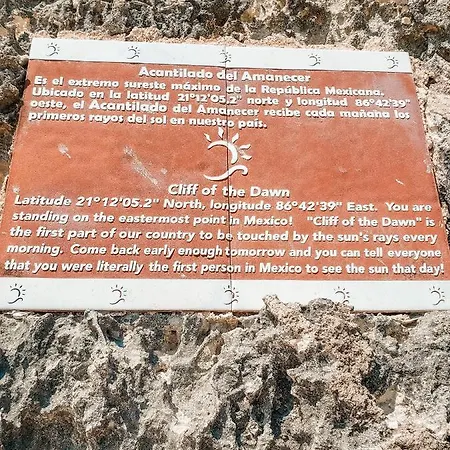 Acantilado del Amanecer
Es el extremo sureste máximo de la República Mexicana.
Ubicado en la latitud 21°12'05.2" norte y longitud 86°42'39"
oeste, el Acantilado del Amanecer recibe cada mañana los
primeros rayos del sol en nuestro país.
Cliff of the Dawn
Latitude 21°12'05.2" North, longitude 86°42'39" East. You are
standing on the easternmost point in Mexico! "Cliff of the Dawn" is
the first part of our country to be touched by the sun's rays every
morning. Come back early enough tomorrow and you can tell everyone
that you were literally the first person in Mexico to see the sun that day!